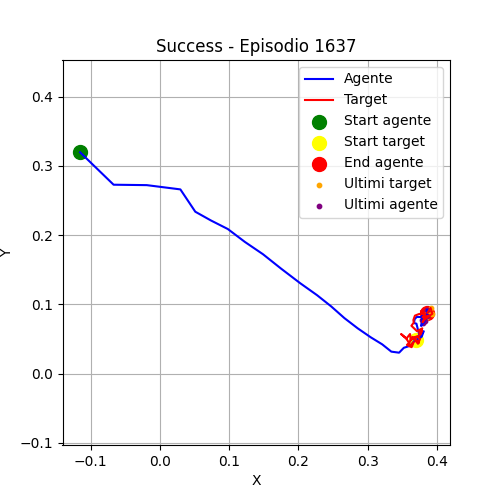 Success - Episodio 1637
Agente
Target
Start agente
Start target
End agente
Ultimi target
Ultimi agente
0.4
0.3
0.2
0.1
0.0
−0.1
Y
−0.1
0.0
0.1
0.2
0.3
0.4
X